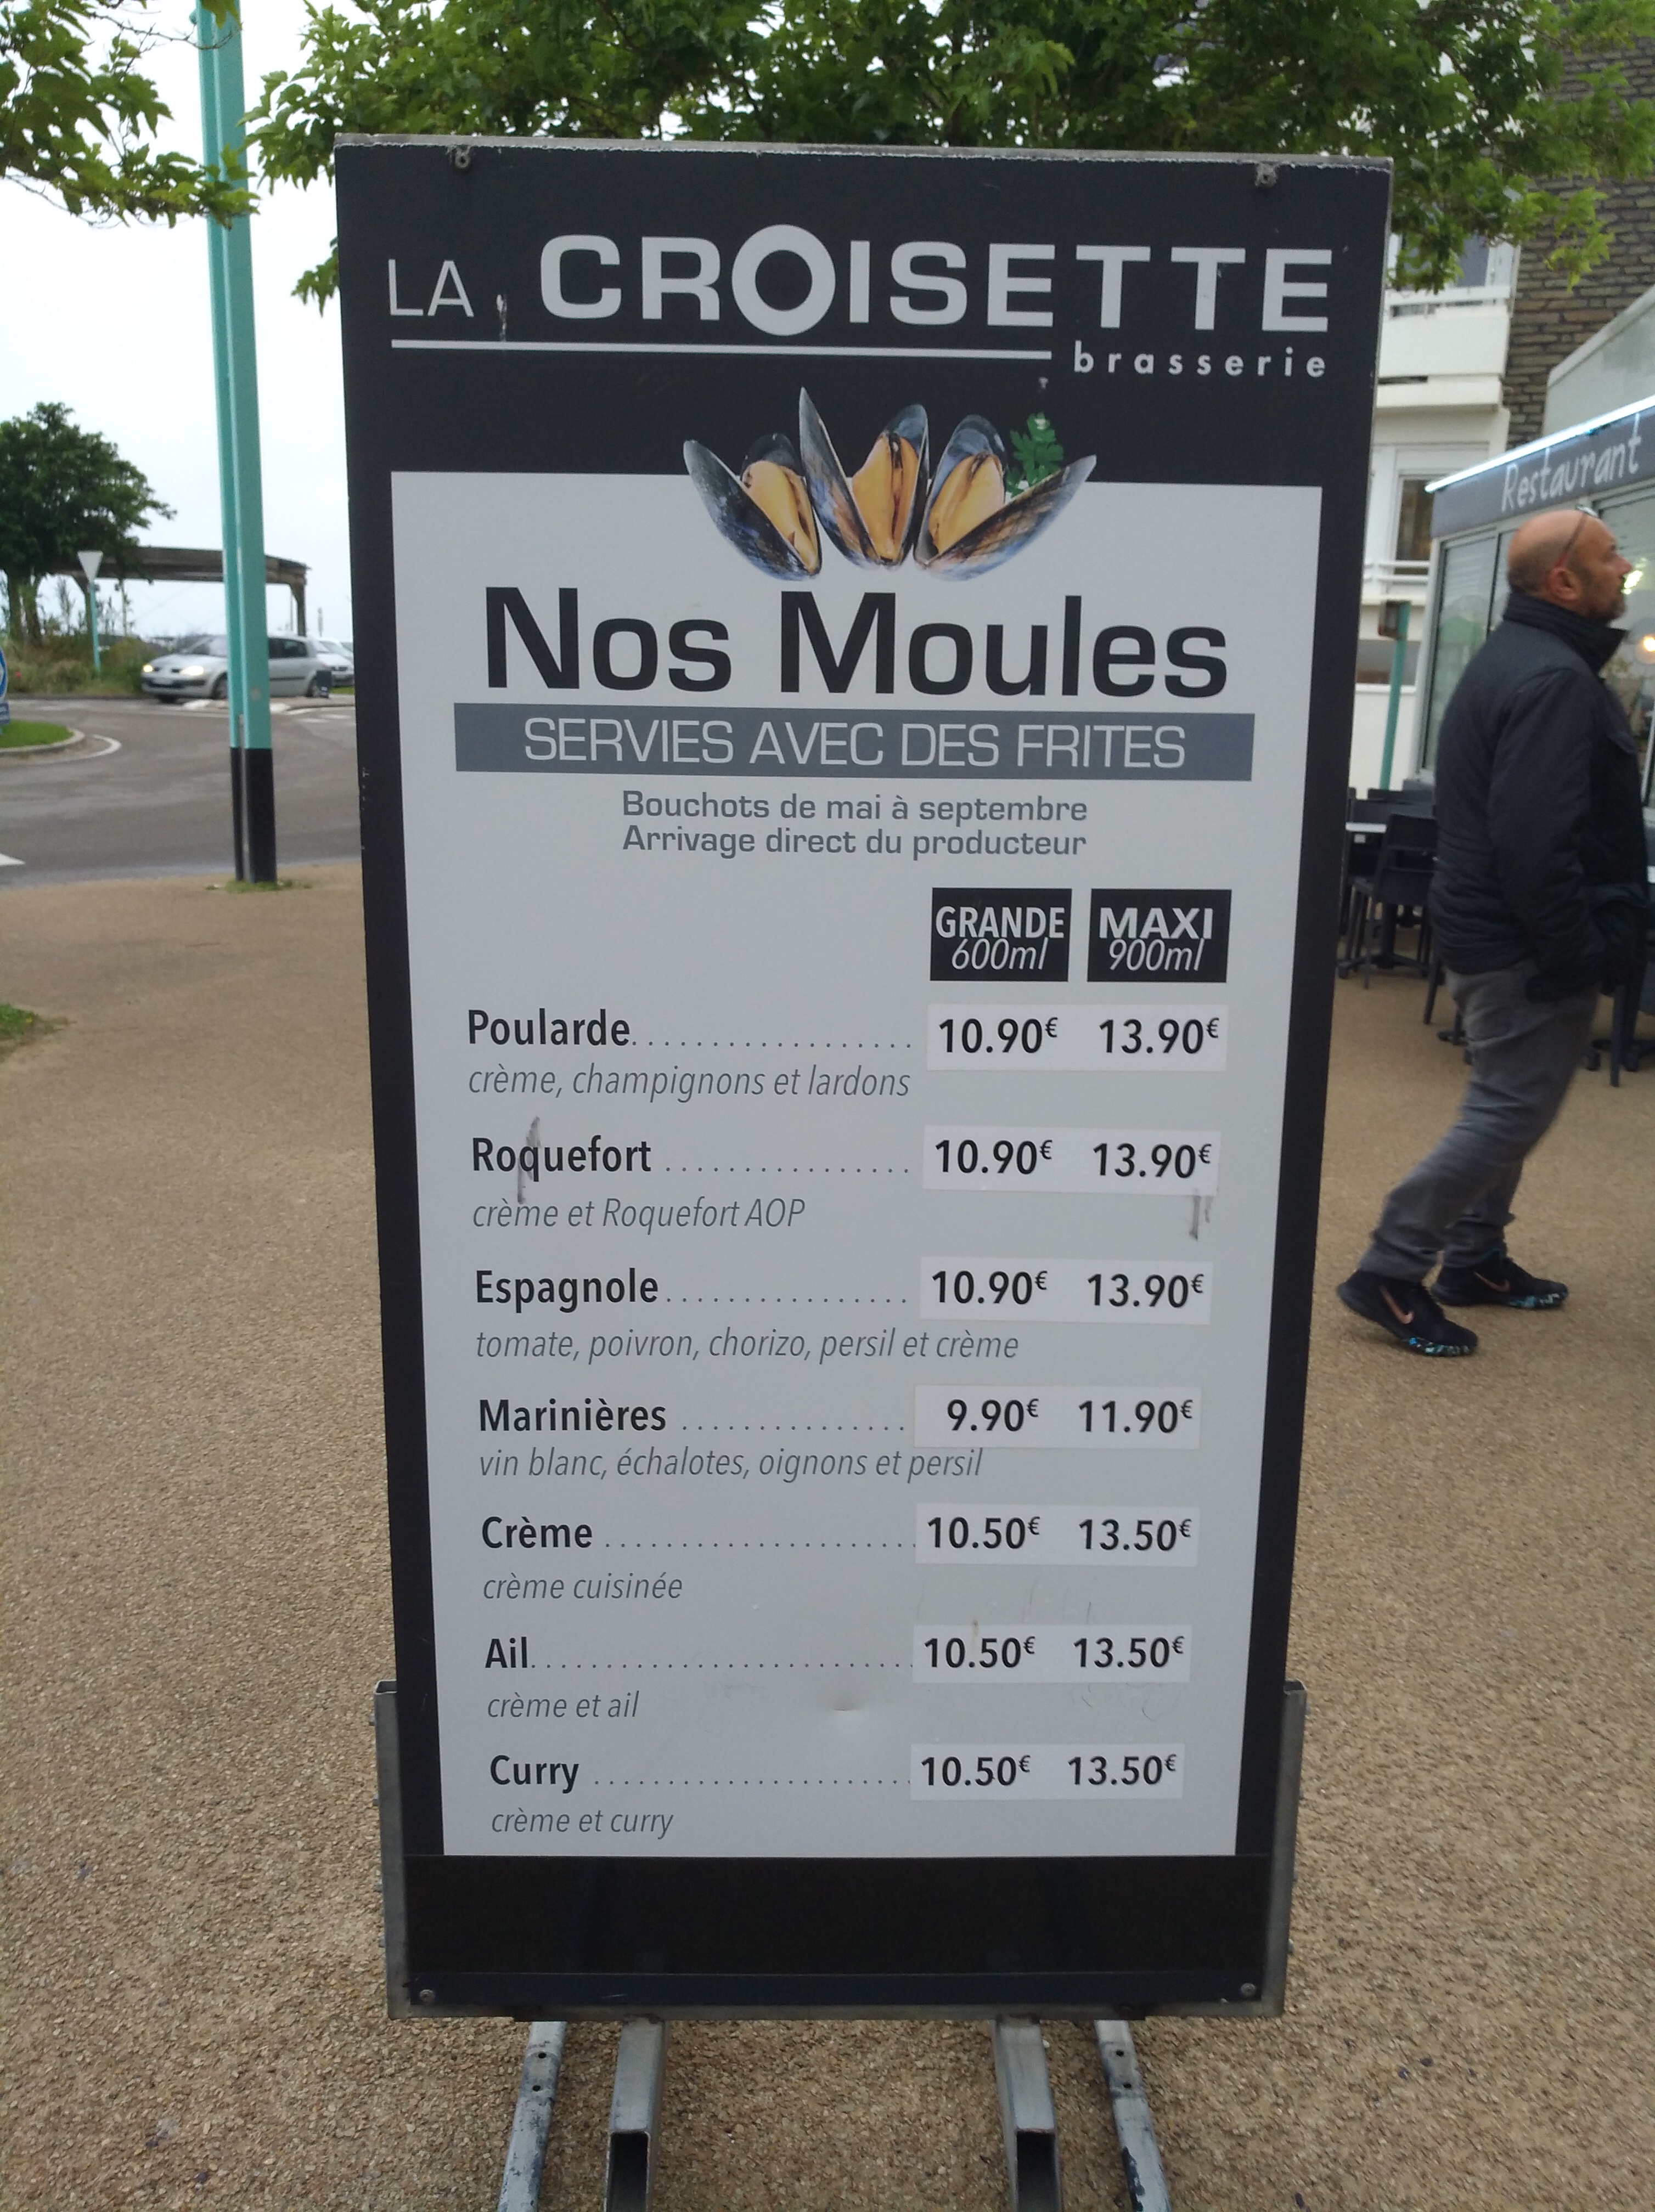 LA CROISETTE
brasserie
Restaurant
Nos Moules
SERVIES AVEC DES FRITES
Bouchots de mai à septembre
Arrivage direct du producteur
GRANDE MAXI
600ml 900ml
Poularde.................. 10.90€ 13.90€
crème, champignons et lardons
Roquefort ................ 10.90€ 13.90€
crème et Roquefort AOP
Espagnole................ 10.90€ 13.90€
tomate, poivron, chorizo, persil et crème
Marinières ............... 9.90€ 11.90€
vin blanc, échalotes, oignons et persil
Crème ..................... 10.50€ 13.50€
crème cuisinée
Ail.......................... 10.50€ 13.50€
crème et ail
Curry ..................... 10.50€ 13.50€
crème et curry